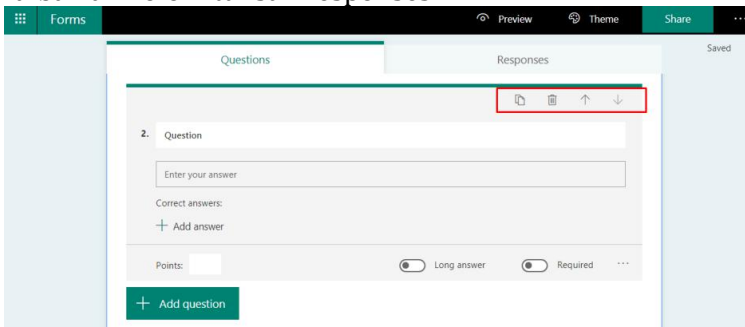 Forms Preview Theme Share ...
Saved
Questions Responses
2. Question
Enter your answer
Correct answers:
+ Add answer
Points: Long answer Required ...
+ Add question